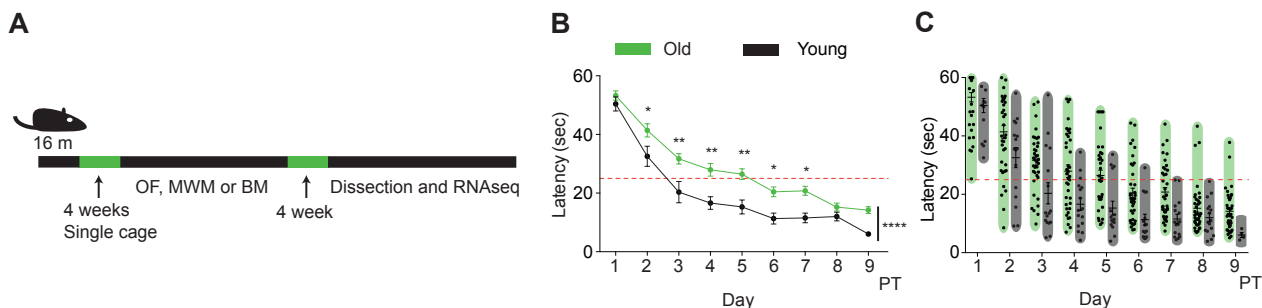 A
16 m
OF, MWM or BM
Dissection and RNAseq
4 weeks
Single cage
4 week
B
Old
Young
Latency (sec)
60
40
20
0
*
**
**
**
*
*
****
1 2 3 4 5 6 7 8 9
PT
Day
C
Latency (sec)
60
40
20
0
1 2 3 4 5 6 7 8 9
PT
Day